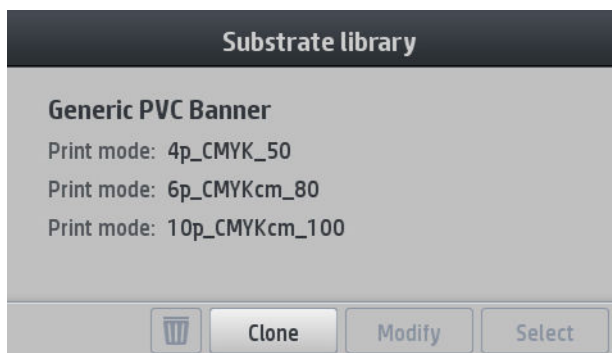 Substrate library
Generic PVC Banner
Print mode: 4p_CMYK_50
Print mode: 6p_CMYKcm_80
Print mode: 10p_CMYKcm_100
Clone Modify Select